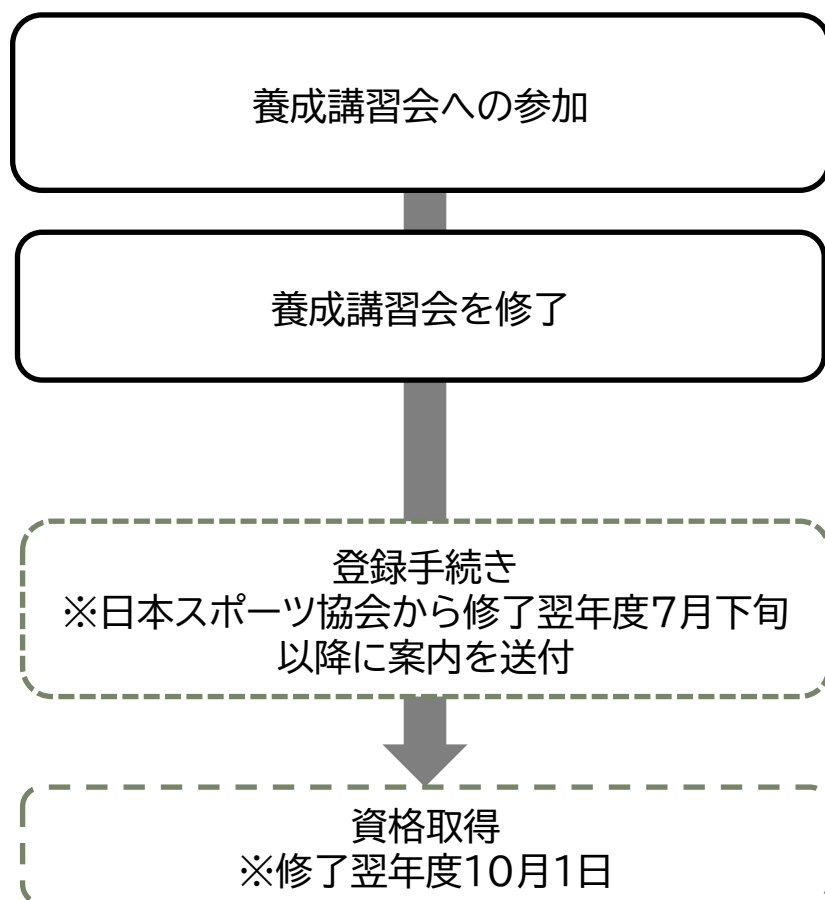 養成講習会への参加
養成講習会を修了
登録手続き
※日本スポーツ協会から修了翌年度7月下旬
以降に案内を送付
資格取得
※修了翌年度10月1日